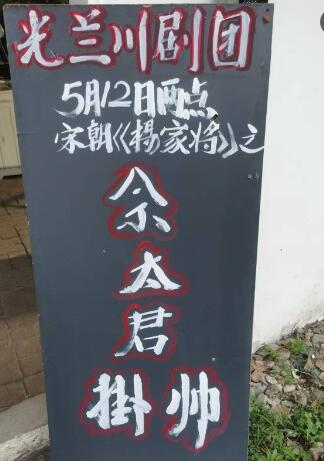 光兰川剧团
5月12日两点
宋朝《楊家将》之
佘
太
君
掛帅